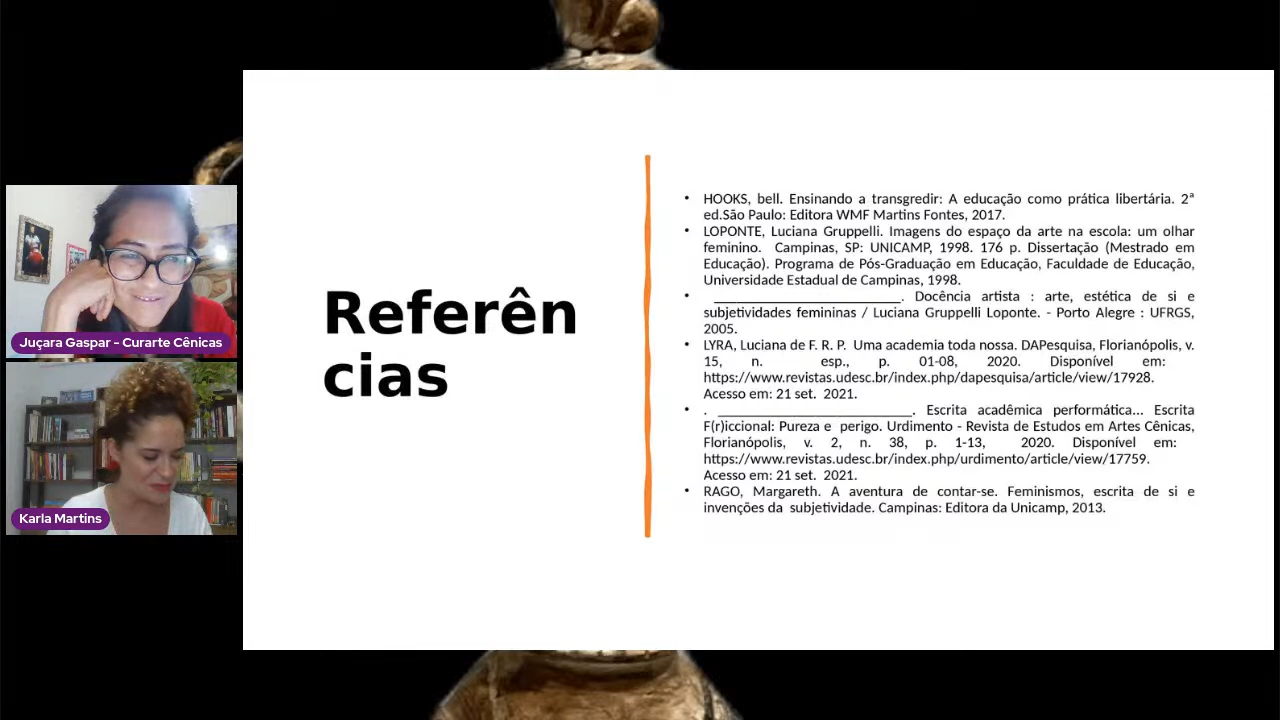 Juçara Gaspar - Curarte Cênicas
Karla Martins
Referên
cias
• HOOKS, bell. Ensinando a transgredir: A educação como prática libertária. 2ª
ed.São Paulo: Editora WMF Martins Fontes, 2017.
• LOPONTE, Luciana Gruppelli. Imagens do espaço da arte na escola: um olhar
feminino. Campinas, SP: UNICAMP, 1998. 176 p. Dissertação (Mestrado em
Educação). Programa de Pós-Graduação em Educação, Faculdade de Educação,
Universidade Estadual de Campinas, 1998.
• _________________________. Docência artista : arte, estética de si e
subjetividades femininas / Luciana Gruppelli Loponte. - Porto Alegre : UFRGS,
2005.
• LYRA, Luciana de F. R. P. Uma academia toda nossa. DAPesquisa, Florianópolis, v.
15, n. esp., p. 01-08, 2020. Disponível em:
https://www.revistas.udesc.br/index.php/dapesquisa/article/view/17928.
Acesso em: 21 set. 2021.
• . __________________________. Escrita acadêmica performática... Escrita
F(r)iccional: Pureza e perigo. Urdimento - Revista de Estudos em Artes Cênicas,
Florianópolis, v. 2, n. 38, p. 1-13, 2020. Disponível em:
https://www.revistas.udesc.br/index.php/urdimento/article/view/17759.
Acesso em: 21 set. 2021.
• RAGO, Margareth. A aventura de contar-se. Feminismos, escrita de si e
invenções da subjetividade. Campinas: Editora da Unicamp, 2013.